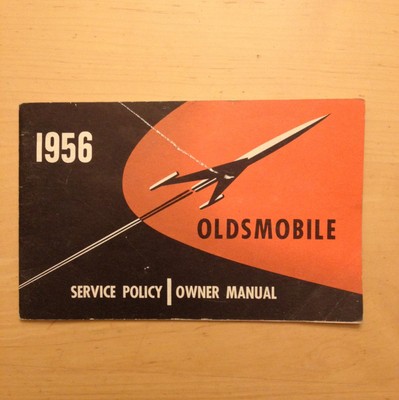 1956
OLDSMOBILE
SERVICE POLICY | OWNER MANUAL